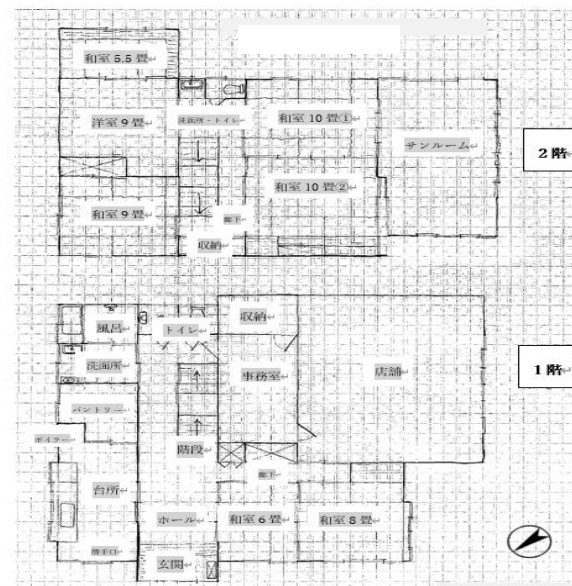 和室 5.5 畳
洋室 9 畳
洗面所・トイレ
和室 10 畳①
サンルーム
2 階
和室 10 畳②
和室 9 畳
廊下
収納
風呂
トイレ
収納
洗面所
事務室
店舗
1 階
パントリー
ボイラー
階段
廊下
台所
ホール
和室 6 畳
和室 8 畳
勝手口
玄関